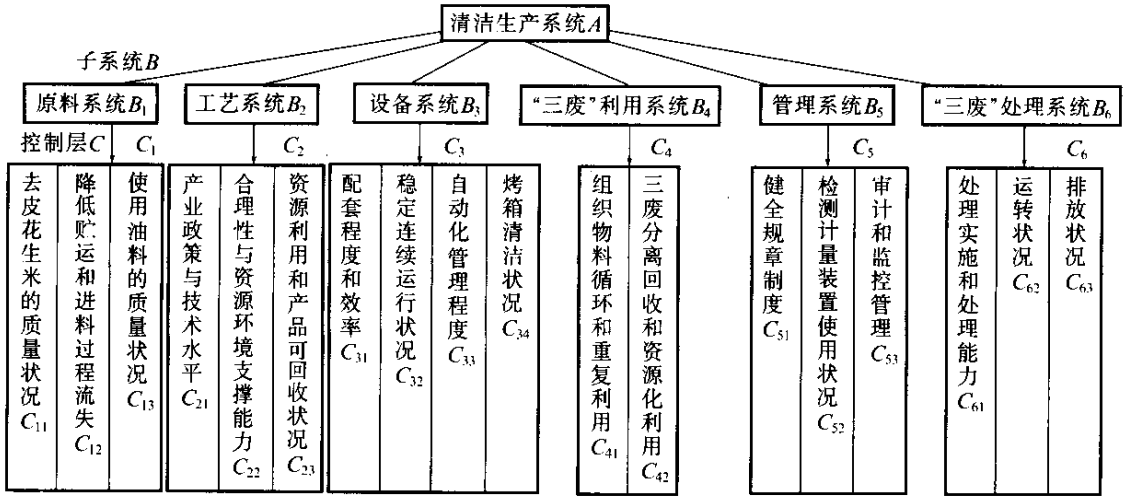 清洁生产系统A
子系统B
原料系统B₁
工艺系统B₂
设备系统B₃
“三废”利用系统B₄
管理系统B₅
“三废”处理系统B₆
控制层C
C₁
C₂
C₃
C₄
C₅
C₆
去皮花生米的质量状况C₁₁
降低贮运和进料过程流失C₁₂
使用油料的质量状况C₁₃
产业政策与技术水平C₂₁
合理性与资源环境支撑能力C₂₂
资源利用和产品可回收状况C₂₃
配套程度和效率C₃₁
稳定连续运行状况C₃₂
自动化管理程度C₃₃
烤箱清洁状况C₃₄
组织物料循环和重复利用C₄₁
三废分离回收和资源化利用C₄₂
健全规章制度C₅₁
检测计量装置使用状况C₅₂
审计和监控管理C₅₃
处理实施和处理能力C₆₁
运转状况C₆₂
排放状况C₆₃